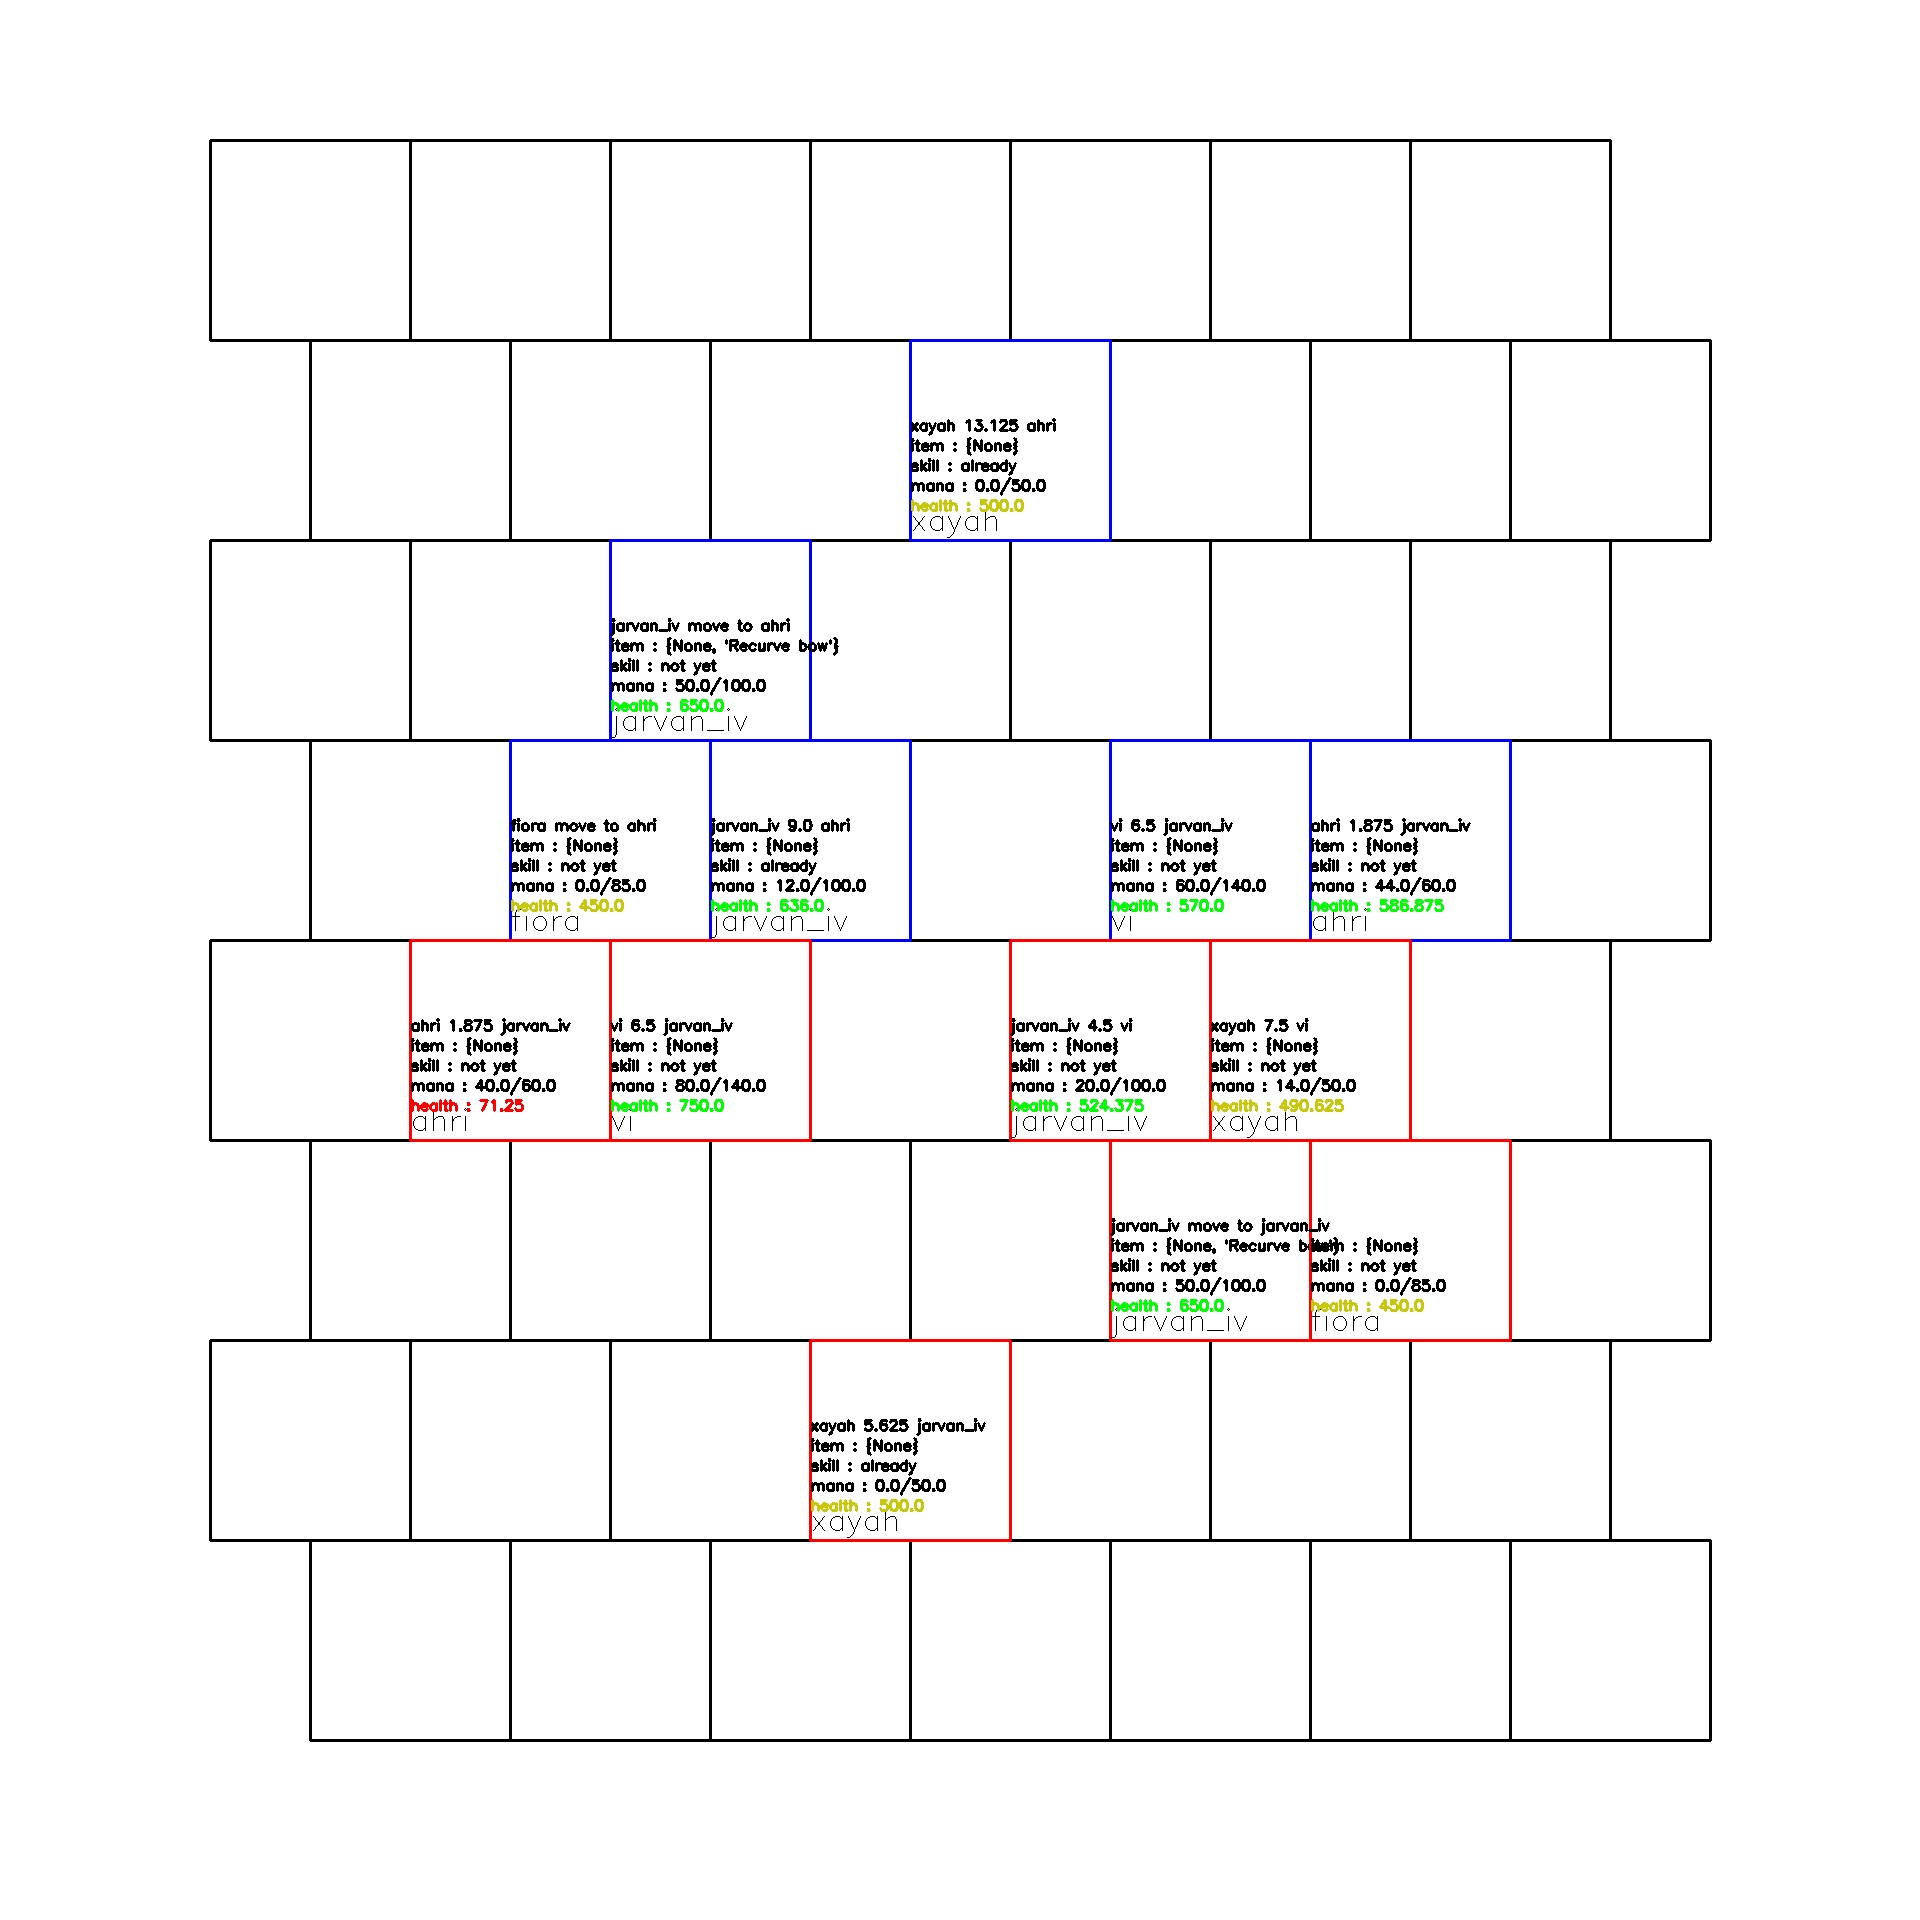 xayah 13.125 ahri
item : {None}
skill : already
mana : 0.0/50.0
health : 500.0
xayah
jarvan_iv move to ahri
item : {None, 'Recurve bow'}
skill : not yet
mana : 50.0/100.0
health : 650.0
jarvan_iv
fiora move to ahri
item : {None}
skill : not yet
mana : 0.0/85.0
health : 450.0
fiora
jarvan_iv 9.0 ahri
item : {None}
skill : already
mana : 12.0/100.0
health : 636.0
jarvan_iv
vi 6.5 jarvan_iv
item : {None}
skill : not yet
mana : 60.0/140.0
health : 570.0
vi
ahri 1.875 jarvan_iv
item : {None}
skill : not yet
mana : 44.0/60.0
health : 586.875
ahri
ahri 1.875 jarvan_iv
item : {None}
skill : not yet
mana : 40.0/60.0
health : 71.25
ahri
vi 6.5 jarvan_iv
item : {None}
skill : not yet
mana : 80.0/140.0
health : 750.0
vi
jarvan_iv 4.5 vi
item : {None}
skill : not yet
mana : 20.0/100.0
health : 524.375
jarvan_iv
xayah 7.5 vi
item : {None}
skill : not yet
mana : 14.0/50.0
health : 490.625
xayah
jarvan_iv move to jarvan_iv
item : {None, 'Recurve bow'}
skill : not yet
mana : 50.0/100.0
health : 650.0
jarvan_iv
item : {None}
skill : not yet
mana : 0.0/85.0
health : 450.0
fiora
xayah 5.625 jarvan_iv
item : {None}
skill : already
mana : 0.0/50.0
health : 500.0
xayah